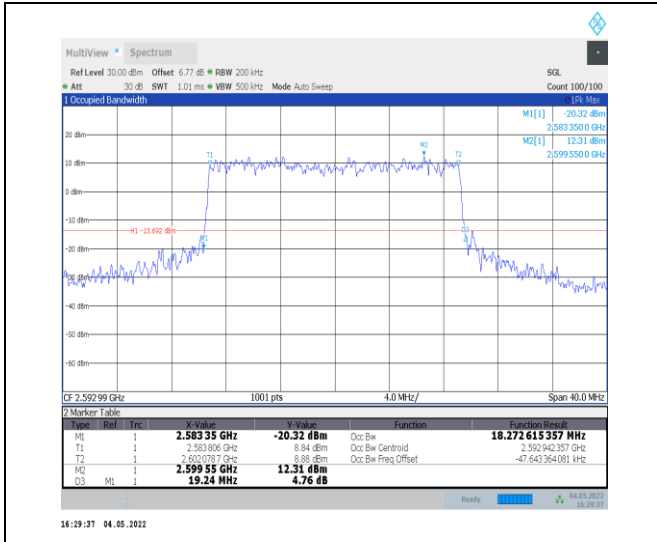 MultiView Spectrum
Ref Level 30.00 dBm Offset 6.77 dB RBW 200 kHz SGL
Att 30 dB SWT 1.01 ms VBW 500 kHz Mode Auto Sweep Count 100/100
1 Occupied Bandwidth 1Pk Max
M1[1] -20.32 dBm
2.583350 0 GHz
M2[1] 12.31 dBm
2.599550 0 GHz
20 dBm
M2
T1 T2
10 dBm
0 dBm
-10 dBm
H1 -13.692 dBm
M1 D3
-20 dBm
-30 dBm
-40 dBm
-50 dBm
-60 dBm
CF 2.592 99 GHz 1001 pts 4.0 MHz/ Span 40.0 MHz
2 Marker Table
Type Ref Trc X-Value Y-Value Function Function Result
M1 1 2.583 35 GHz -20.32 dBm Occ Bw 18.272 615 357 MHz
T1 1 2.583 806 GHz 8.84 dBm Occ Bw Centroid 2.592 942 357 GHz
T2 1 2.602 078 7 GHz 8.88 dBm Occ Bw Freq Offset -47.643 364 081 kHz
M2 1 2.599 55 GHz 12.31 dBm
D3 M1 1 19.24 MHz 4.76 dB
Ready 04.05.2022
16:29:37
16:29:37 04.05.2022